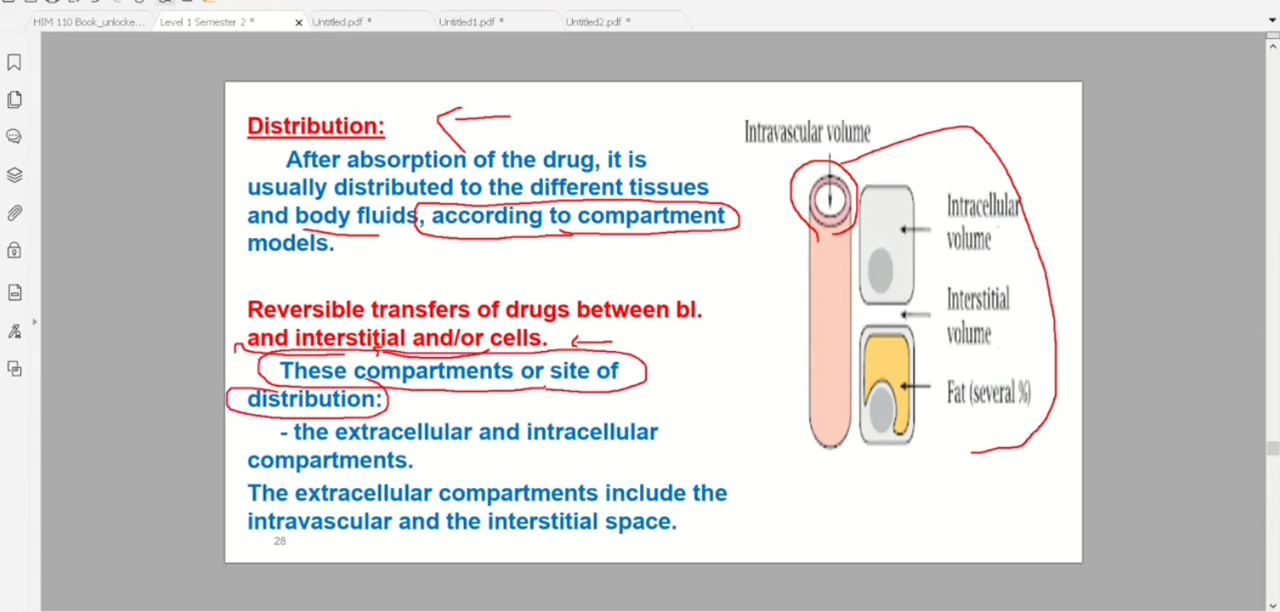 HIM 110 Book_unlocke...
Level 1 Semester 2 *
Untitled.pdf *
Untitled1.pdf *
Untitled2.pdf *
Distribution:
After absorption of the drug, it is
usually distributed to the different tissues
and body fluids, according to compartment
models.
Reversible transfers of drugs between bl.
and interstitial and/or cells.
These compartments or site of
distribution:
- the extracellular and intracellular
compartments.
The extracellular compartments include the
intravascular and the interstitial space.
28
Intravascular volume
Intracellular
volume
Interstitial
volume
Fat (several %)